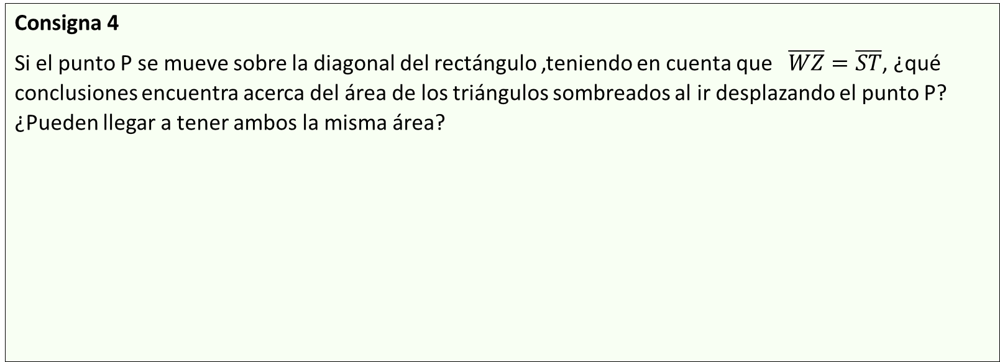 Consigna 4
Si el punto P se mueve sobre la diagonal del rectángulo ,teniendo en cuenta que $\overline{WZ} = \overline{ST}$, ¿qué
conclusiones encuentra acerca del área de los triángulos sombreados al ir desplazando el punto P?
¿Pueden llegar a tener ambos la misma área?